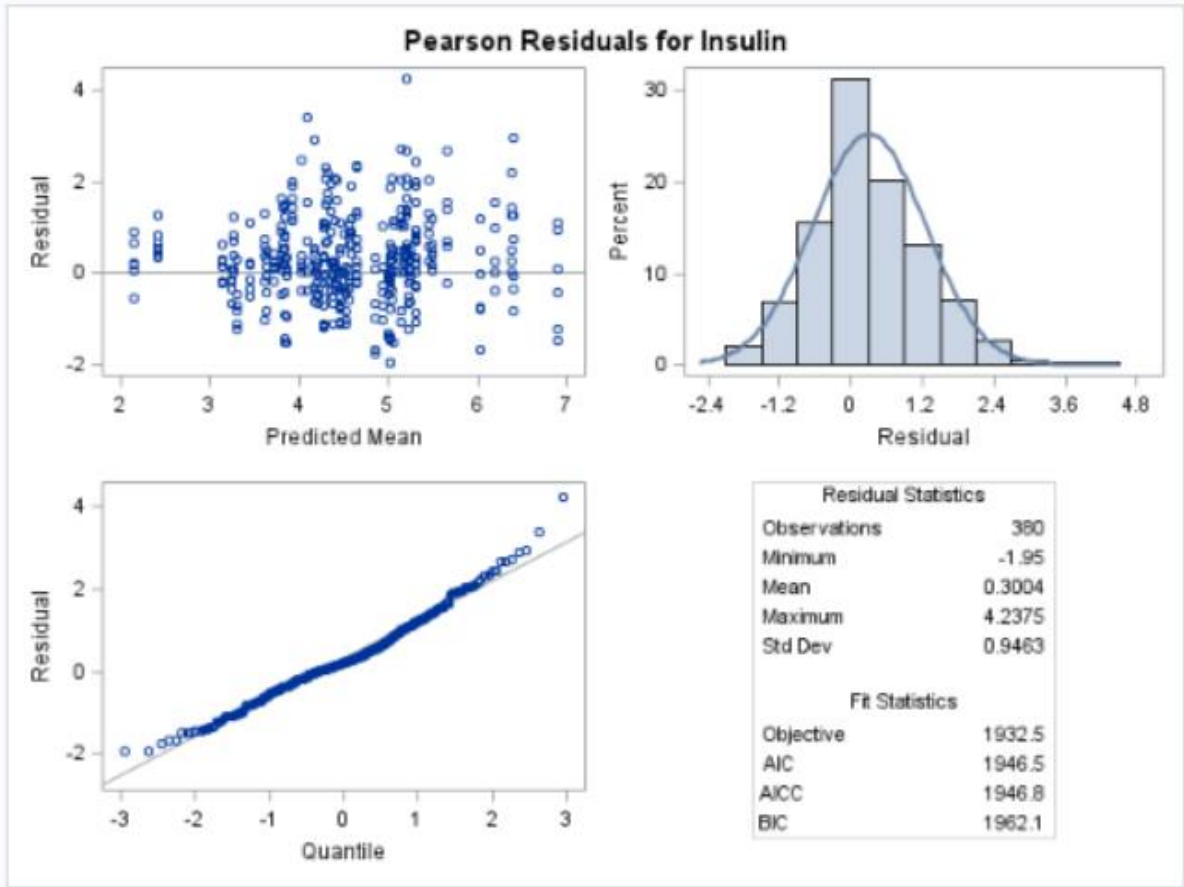 Pearson Residuals for Insulin
4
2
0
-2
Residual
2 3 4 5 6 7
Predicted Mean
30
20
10
0
Percent
-2.4 -1.2 0 1.2 2.4 3.6 4.8
Residual
4
2
0
-2
Residual
-3 -2 -1 0 1 2 3
Quantile
Residual Statistics
Observations 380
Minimum -1.95
Mean 0.3004
Maximum 4.2375
Std Dev 0.9463
Fit Statistics
Objective 1932.5
AIC 1946.5
AICC 1946.8
BIC 1962.1